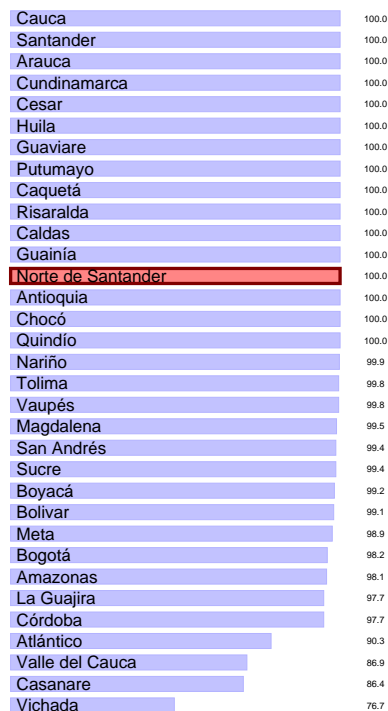 Cauca 100.0
Santander 100.0
Arauca 100.0
Cundinamarca 100.0
Cesar 100.0
Huila 100.0
Guaviare 100.0
Putumayo 100.0
Caquetá 100.0
Risaralda 100.0
Caldas 100.0
Guainía 100.0
Norte de Santander 100.0
Antioquia 100.0
Chocó 100.0
Quindío 100.0
Nariño 99.9
Tolima 99.8
Vaupés 99.8
Magdalena 99.5
San Andrés 99.4
Sucre 99.4
Boyacá 99.2
Bolivar 99.1
Meta 98.9
Bogotá 98.2
Amazonas 98.1
La Guajira 97.7
Córdoba 97.7
Atlántico 90.3
Valle del Cauca 86.9
Casanare 86.4
Vichada 76.7